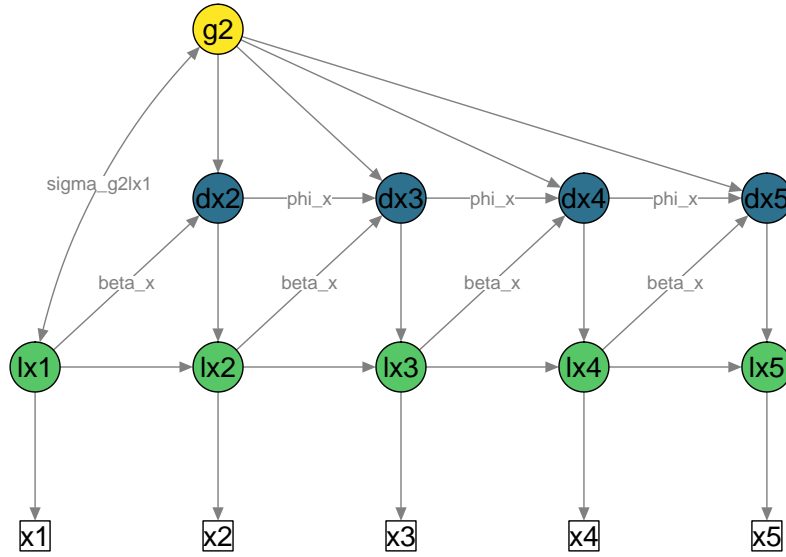 g2
sigma_g2lx1
dx2 phi_x dx3 phi_x dx4 phi_x dx5
beta_x beta_x beta_x beta_x
lx1 lx2 lx3 lx4 lx5
x1 x2 x3 x4 x5